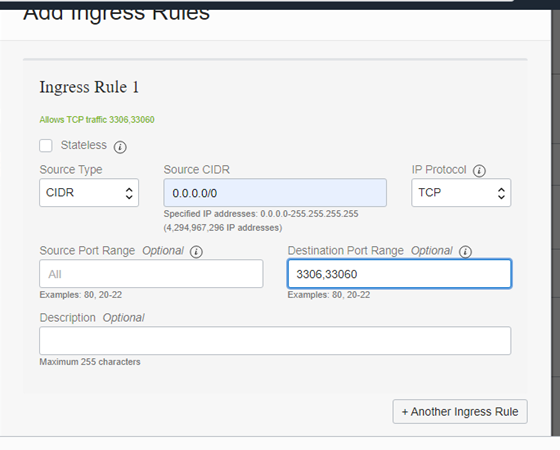 Add Ingress Rules
Ingress Rule 1
Allows TCP traffic 3306,33060
Stateless
Source Type
Source CIDR
IP Protocol
CIDR
0.0.0.0/0
TCP
Specified IP addresses: 0.0.0.0-255.255.255.255
(4,294,967,296 IP addresses)
Source Port Range Optional
Destination Port Range Optional
All
3306,33060
Examples: 80, 20-22
Examples: 80, 20-22
Description Optional
Maximum 255 characters
+ Another Ingress Rule